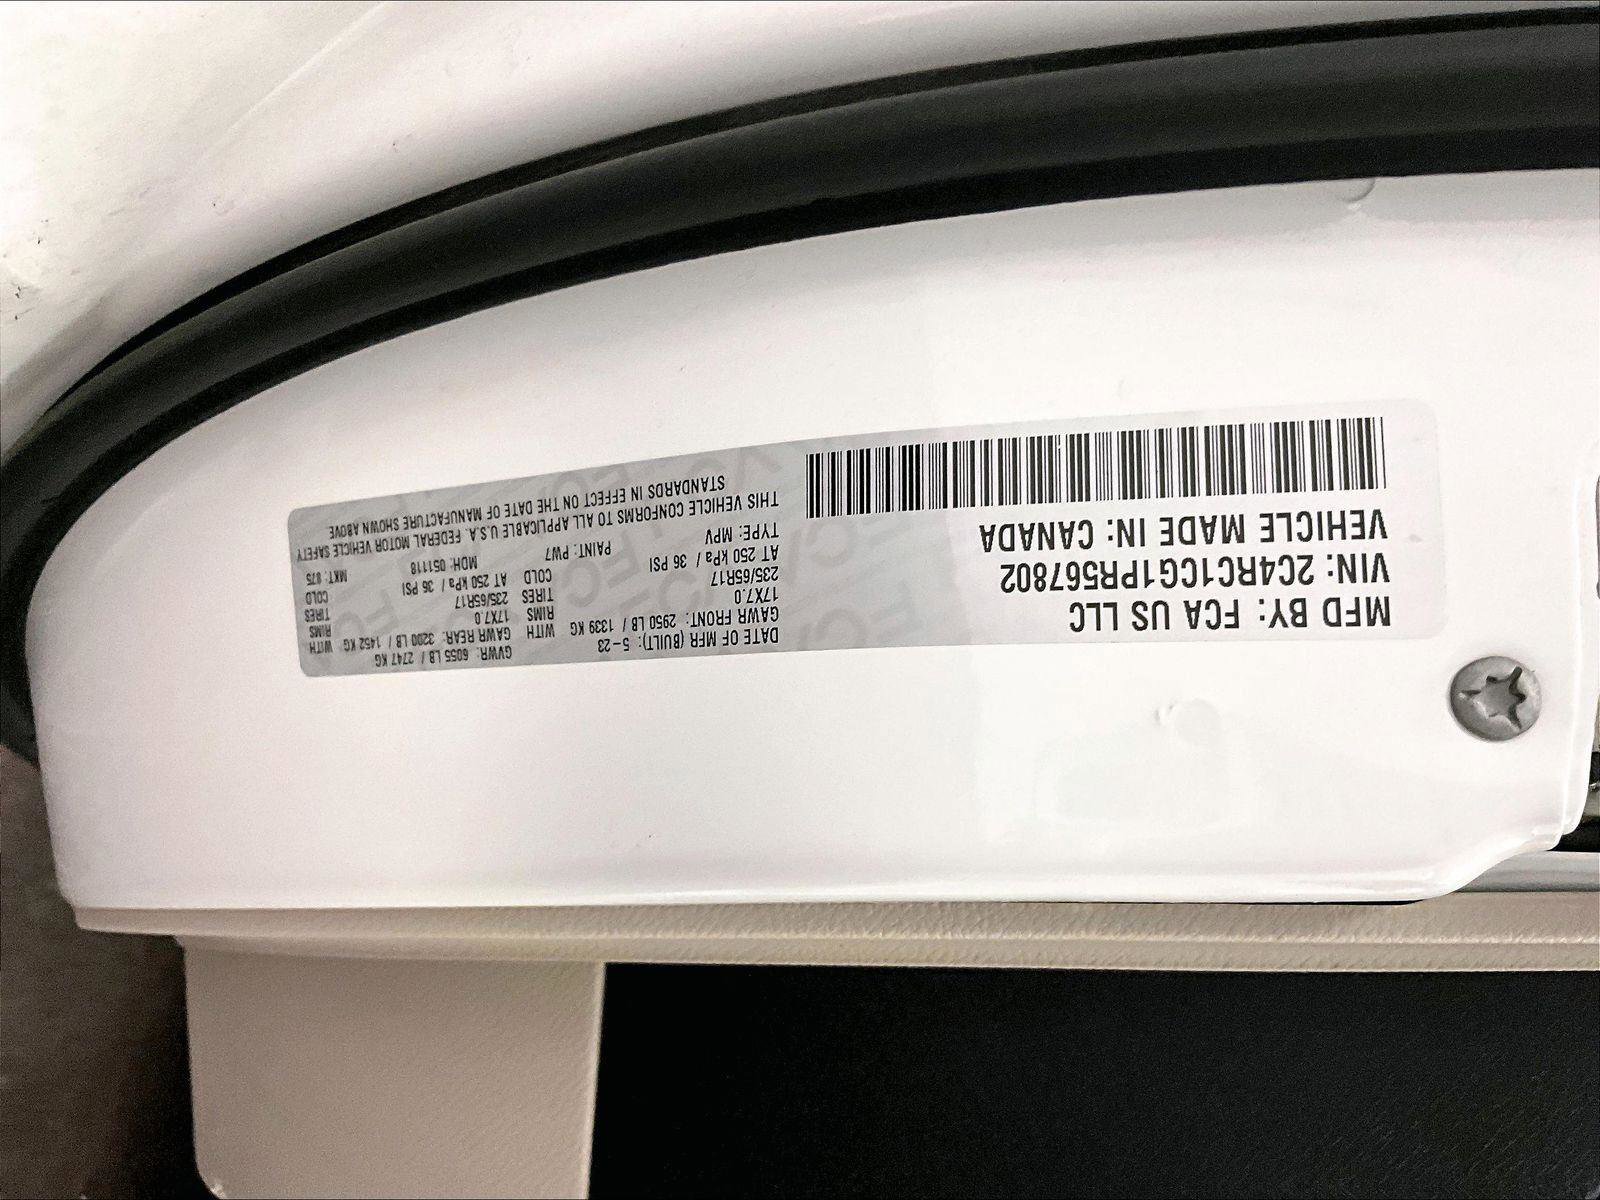 MFD BY: FCA US LLC
VIN: 2C4RC1CG1PR567802
VEHICLE MADE IN: CANADA
DATE OF MFR (BUILT): 5-23 GVWR: 6055 LB / 2747 KG
GAWR FRONT: 2950 LB / 1339 KG WITH GAWR REAR: 3200 LB / 1452 KG WITH
17X7.0 RIMS 17X7.0 RIMS
235/65R17 TIRES 235/65R17 TIRES
AT 250 kPa / 36 PSI COLD AT 250 kPa / 36 PSI COLD
TYPE: MPV PAINT: PW7 MDH: 051118 MKT: 875
THIS VEHICLE CONFORMS TO ALL APPLICABLE U.S.A. FEDERAL MOTOR VEHICLE SAFETY
STANDARDS IN EFFECT ON THE DATE OF MANUFACTURE SHOWN ABOVE